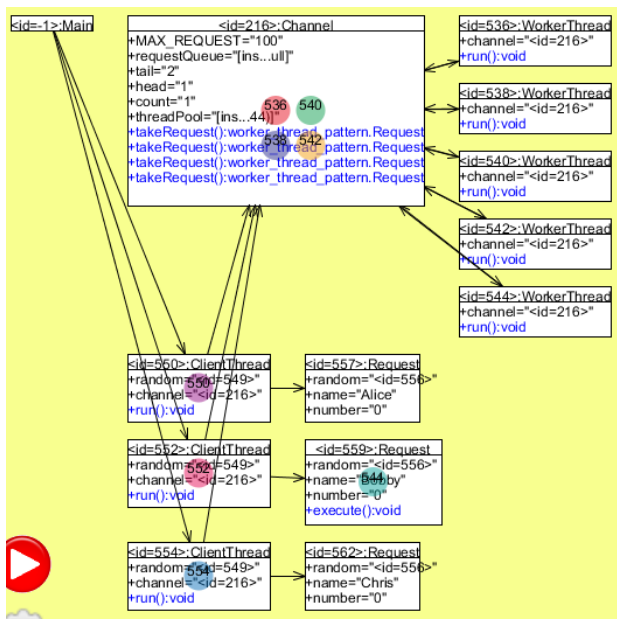 <id=-1>:Main
<id=216>:Channel
+MAX_REQUEST="100"
+requestQueue="[ins...ull]"
+tail="2"
+head="1"
+count="1"
+threadPool="[ins...44)]"
+takeRequest():worker_thread_pattern.Request
+takeRequest():worker_thread_pattern.Request
+takeRequest():worker_thread_pattern.Request
+takeRequest():worker_thread_pattern.Request
536
540
538
542
<id=536>:WorkerThread
+channel="<id=216>"
+run():void
<id=538>:WorkerThread
+channel="<id=216>"
+run():void
<id=540>:WorkerThread
+channel="<id=216>"
+run():void
<id=542>:WorkerThread
+channel="<id=216>"
+run():void
<id=544>:WorkerThread
+channel="<id=216>"
+run():void
<id=550>:ClientThread
+random="<id=549>"
+channel="<id=216>"
+run():void
550
<id=557>:Request
+random="<id=556>"
+name="Alice"
+number="0"
<id=552>:ClientThread
+random="<id=549>"
+channel="<id=216>"
+run():void
552
<id=559>:Request
+random="<id=556>"
+name="Bobby"
+number="0"
+execute():void
544
<id=554>:ClientThread
+random="<id=549>"
+channel="<id=216>"
+run():void
554
<id=562>:Request
+random="<id=556>"
+name="Chris"
+number="0"